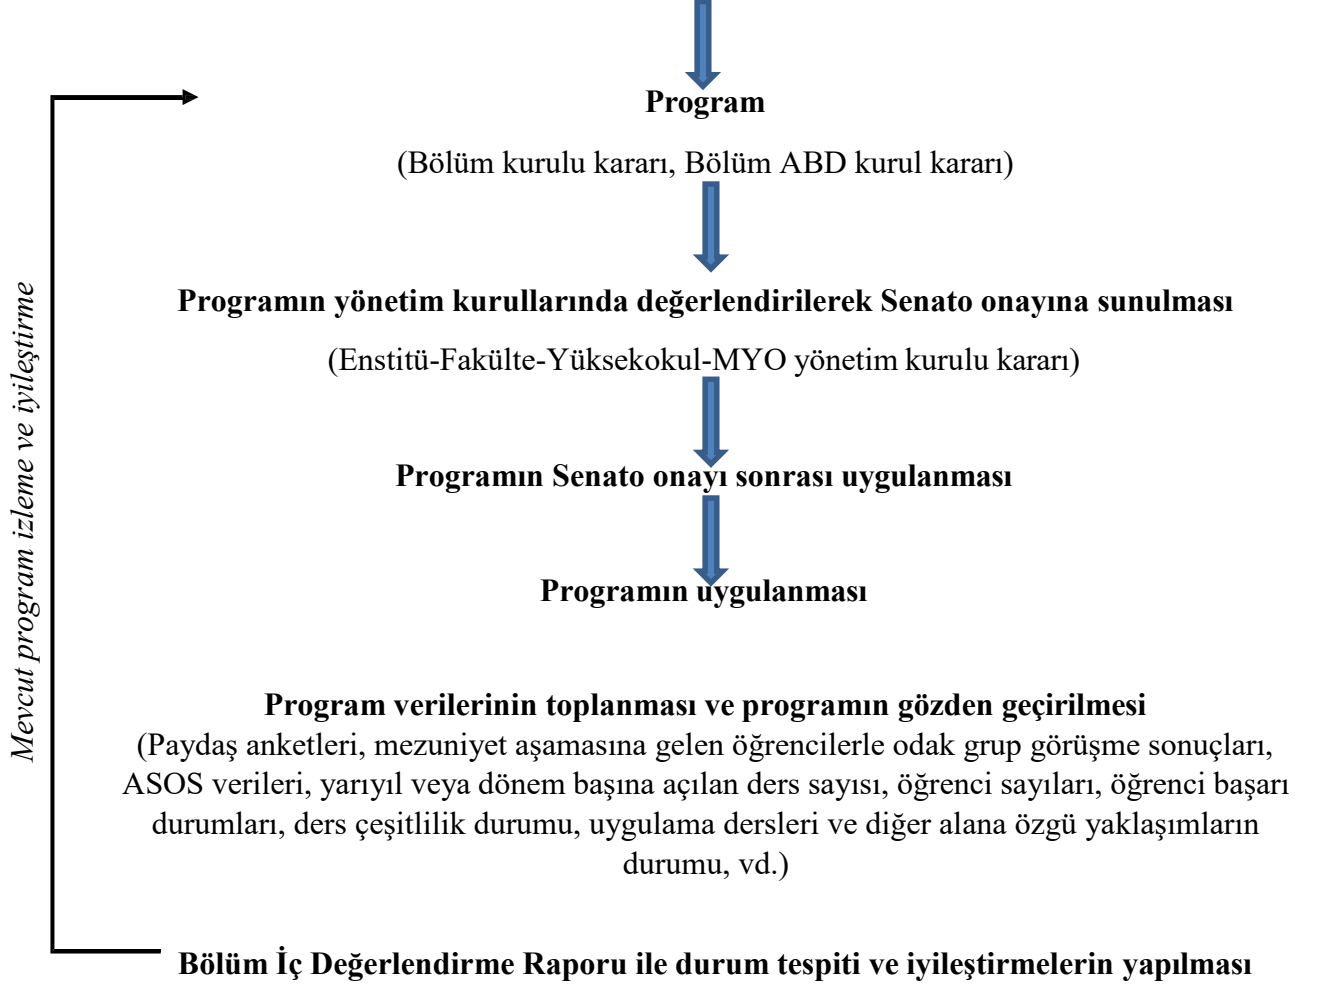 Program
(Bölüm kurulu kararı, Bölüm ABD kurul kararı)
Programın yönetim kurullarında değerlendirilerek Senato onayına sunulması
(Enstitü-Fakülte-Yüksekokul-MYO yönetim kurulu kararı)
Programın Senato onayı sonrası uygulanması
Programın uygulanması
Program verilerinin toplanması ve programın gözden geçirilmesi
(Paydaş anketleri, mezuniyet aşamasına gelen öğrencilerle odak grup görüşme sonuçları,
ASOS verileri, yarıyıl veya dönem başına açılan ders sayısı, öğrenci sayıları, öğrenci başarı
durumları, ders çeşitlilik durumu, uygulama dersleri ve diğer alana özgü yaklaşımların
durumu, vd.)
Bölüm İç Değerlendirme Raporu ile durum tespiti ve iyileştirmelerin yapılması
Mevcut program izleme ve iyileştirme